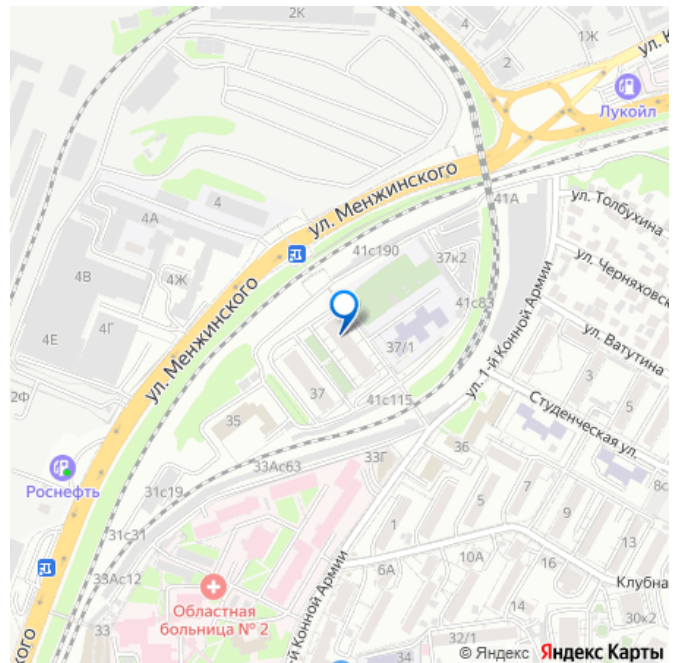 2К
1Ж
2
ул. К
Лукойл
ул. Менжинского
41А
ул. Толбухина
4
4А
4В
4Ж
4Г
4Е
41с190
37к2
ул. Черняховск
41с83
ул. 1-й Конной Армии
ул. Ватутина
ул. Менжинского
37/1
3
5
37
41с115
2Ф
35
Студенческая ул.
36
33Г
33Ас63
Роснефть
31с19
8с
7
9
5
13
1
31с31
10А
16
6А
33Ас12
Клубна
Областная
больница № 2
-й Конной Армии
14
30к2
33
кого
32/1
34
© Яндекс Яндекс Карты